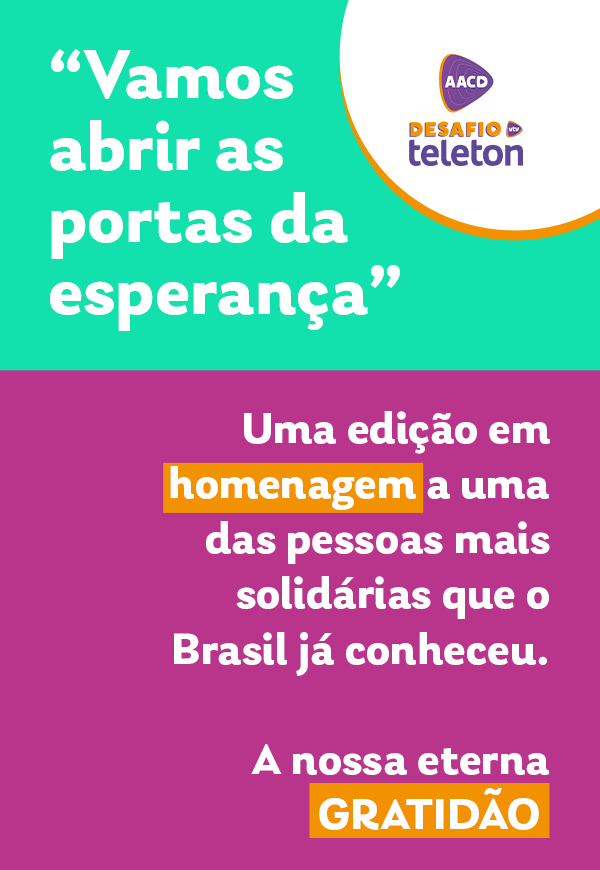 “Vamos
abrir as
portas da
esperança”
AACD
DESAFIO vtv
teleton
Uma edição em
homenagem a uma
das pessoas mais
solidárias que o
Brasil já conheceu.
A nossa eterna
GRATIDÃO